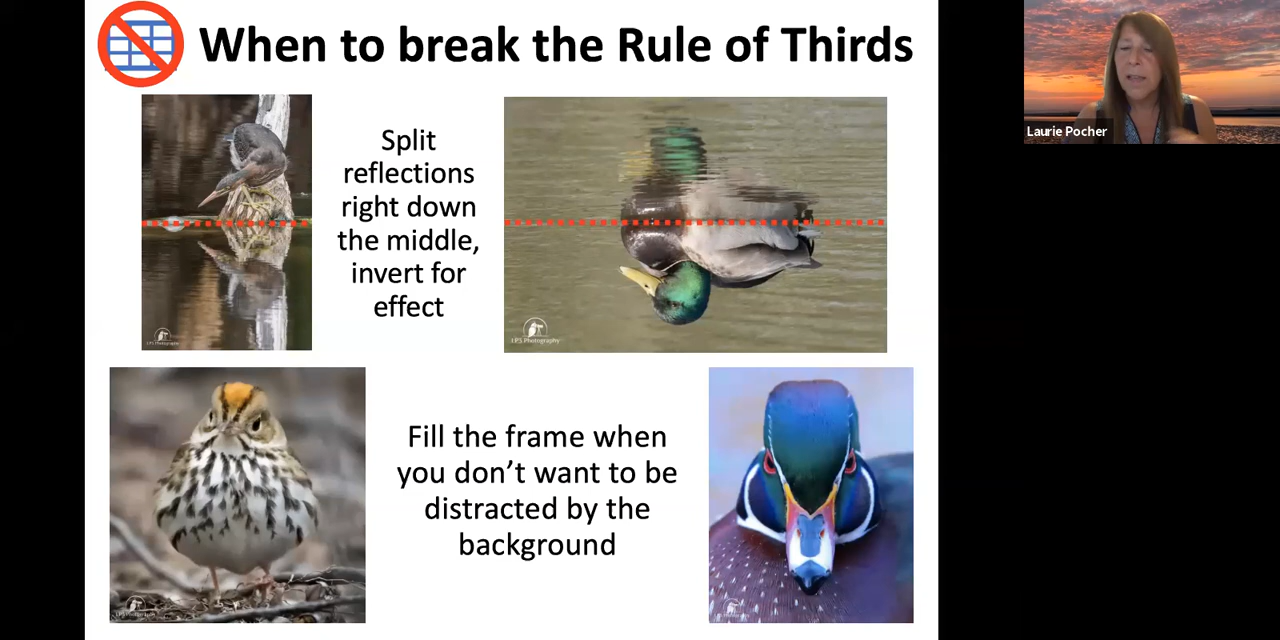 When to break the Rule of Thirds
Laurie Pocher
Split
reflections
right down
the middle,
invert for
effect
Fill the frame when
you don’t want to be
distracted by the
background